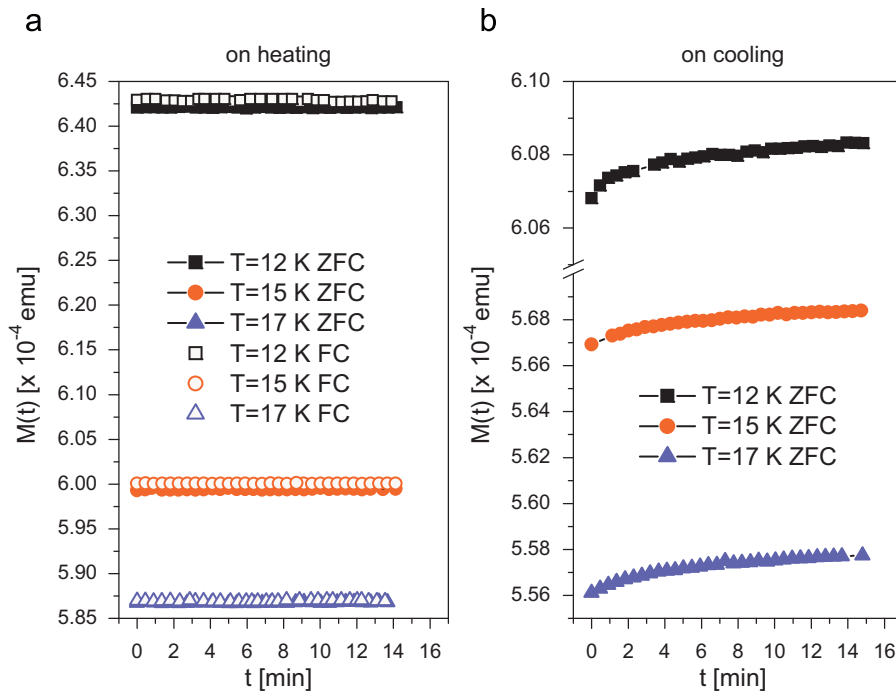 a
on heating
6.45
6.40
6.35
6.30
6.25
6.20
6.15
6.10
6.05
6.00
5.95
5.90
5.85
M(t) [x 10⁻⁴ emu]
T=12 K ZFC
T=15 K ZFC
T=17 K ZFC
T=12 K FC
T=15 K FC
T=17 K FC
0 2 4 6 8 10 12 14 16
t [min]
b
on cooling
6.10
6.08
6.06
5.68
5.66
5.64
5.62
5.60
5.58
5.56
M(t) [x 10⁻⁴ emu]
T=12 K ZFC
T=15 K ZFC
T=17 K ZFC
0 2 4 6 8 10 12 14 16
t [min]